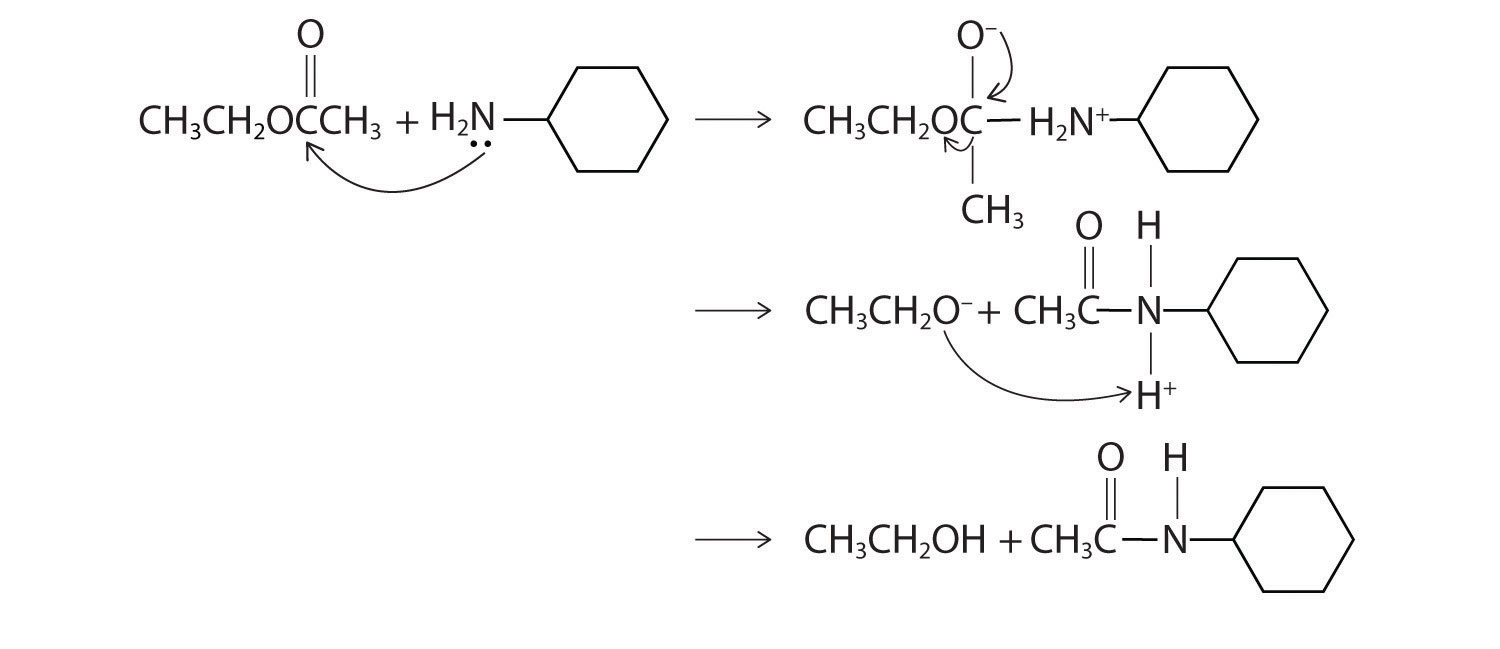 O
CH₃CH₂OCCH₃ + H₂N
O⁻
CH₃CH₂OC H₂N⁺
CH₃
O H
CH₃CH₂O⁻ + CH₃C N
H⁺
O H
CH₃CH₂OH + CH₃C N